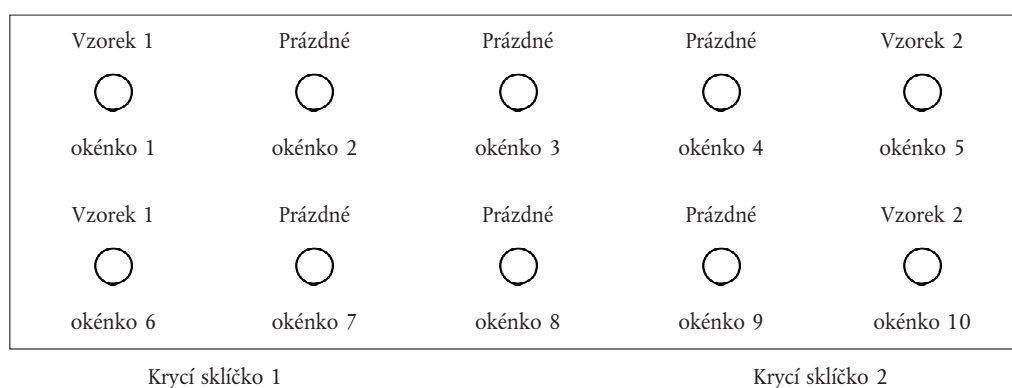 Vzorek 1 Prázdné Prázdné Prázdné Vzorek 2
okénko 1 okénko 2 okénko 3 okénko 4 okénko 5
Vzorek 1 Prázdné Prázdné Prázdné Vzorek 2
okénko 6 okénko 7 okénko 8 okénko 9 okénko 10
Krycí sklíčko 1 Krycí sklíčko 2